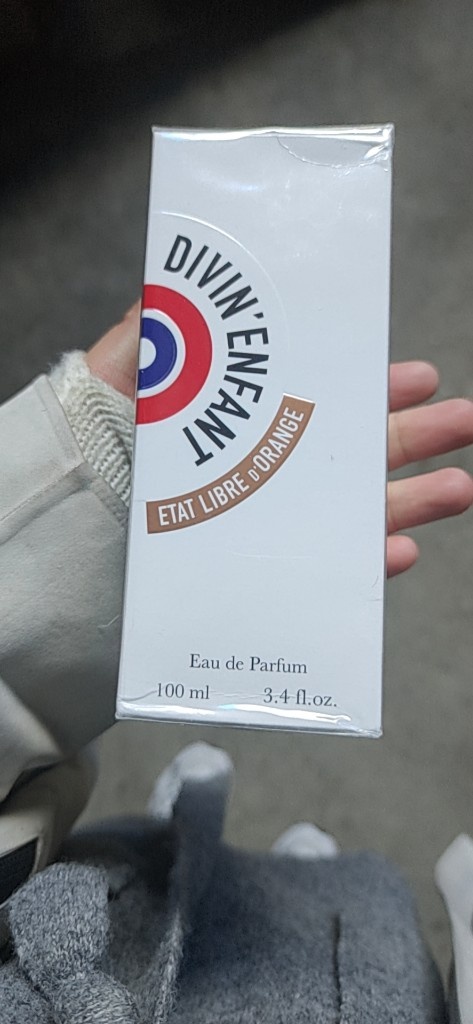 DIVIN'ENFANT
ETAT LIBRE D'ORANGE
Eau de Parfum
100 ml 3.4 fl.oz.